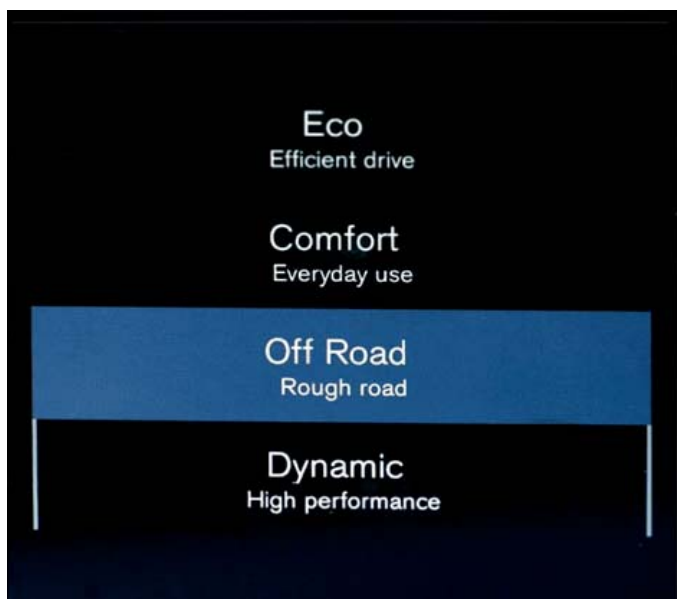 Eco
Efficient drive
Comfort
Everyday use
Off Road
Rough road
Dynamic
High performance